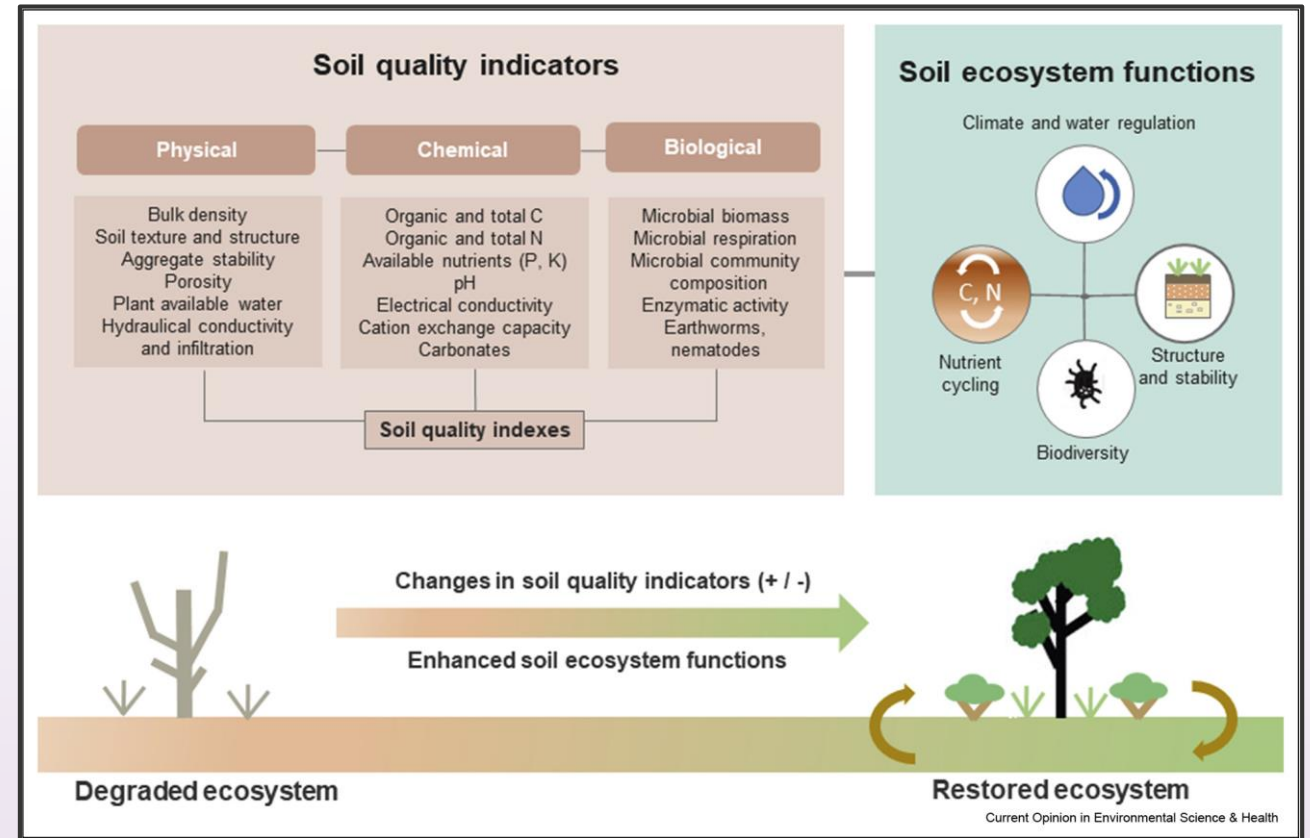 Soil quality indicators
Physical
Chemical
Biological
Bulk density
Soil texture and structure
Aggregate stability
Porosity
Plant available water
Hydraulical conductivity
and infiltration
Organic and total C
Organic and total N
Available nutrients (P, K)
pH
Electrical conductivity
Cation exchange capacity
Carbonates
Microbial biomass
Microbial respiration
Microbial community
composition
Enzymatic activity
Earthworms,
nematodes
Soil quality indexes
Soil ecosystem functions
Climate and water regulation
C, N
Nutrient
cycling
Structure
and stability
Biodiversity
Changes in soil quality indicators (+ / -)
Enhanced soil ecosystem functions
Degraded ecosystem
Restored ecosystem
Current Opinion in Environmental Science & Health